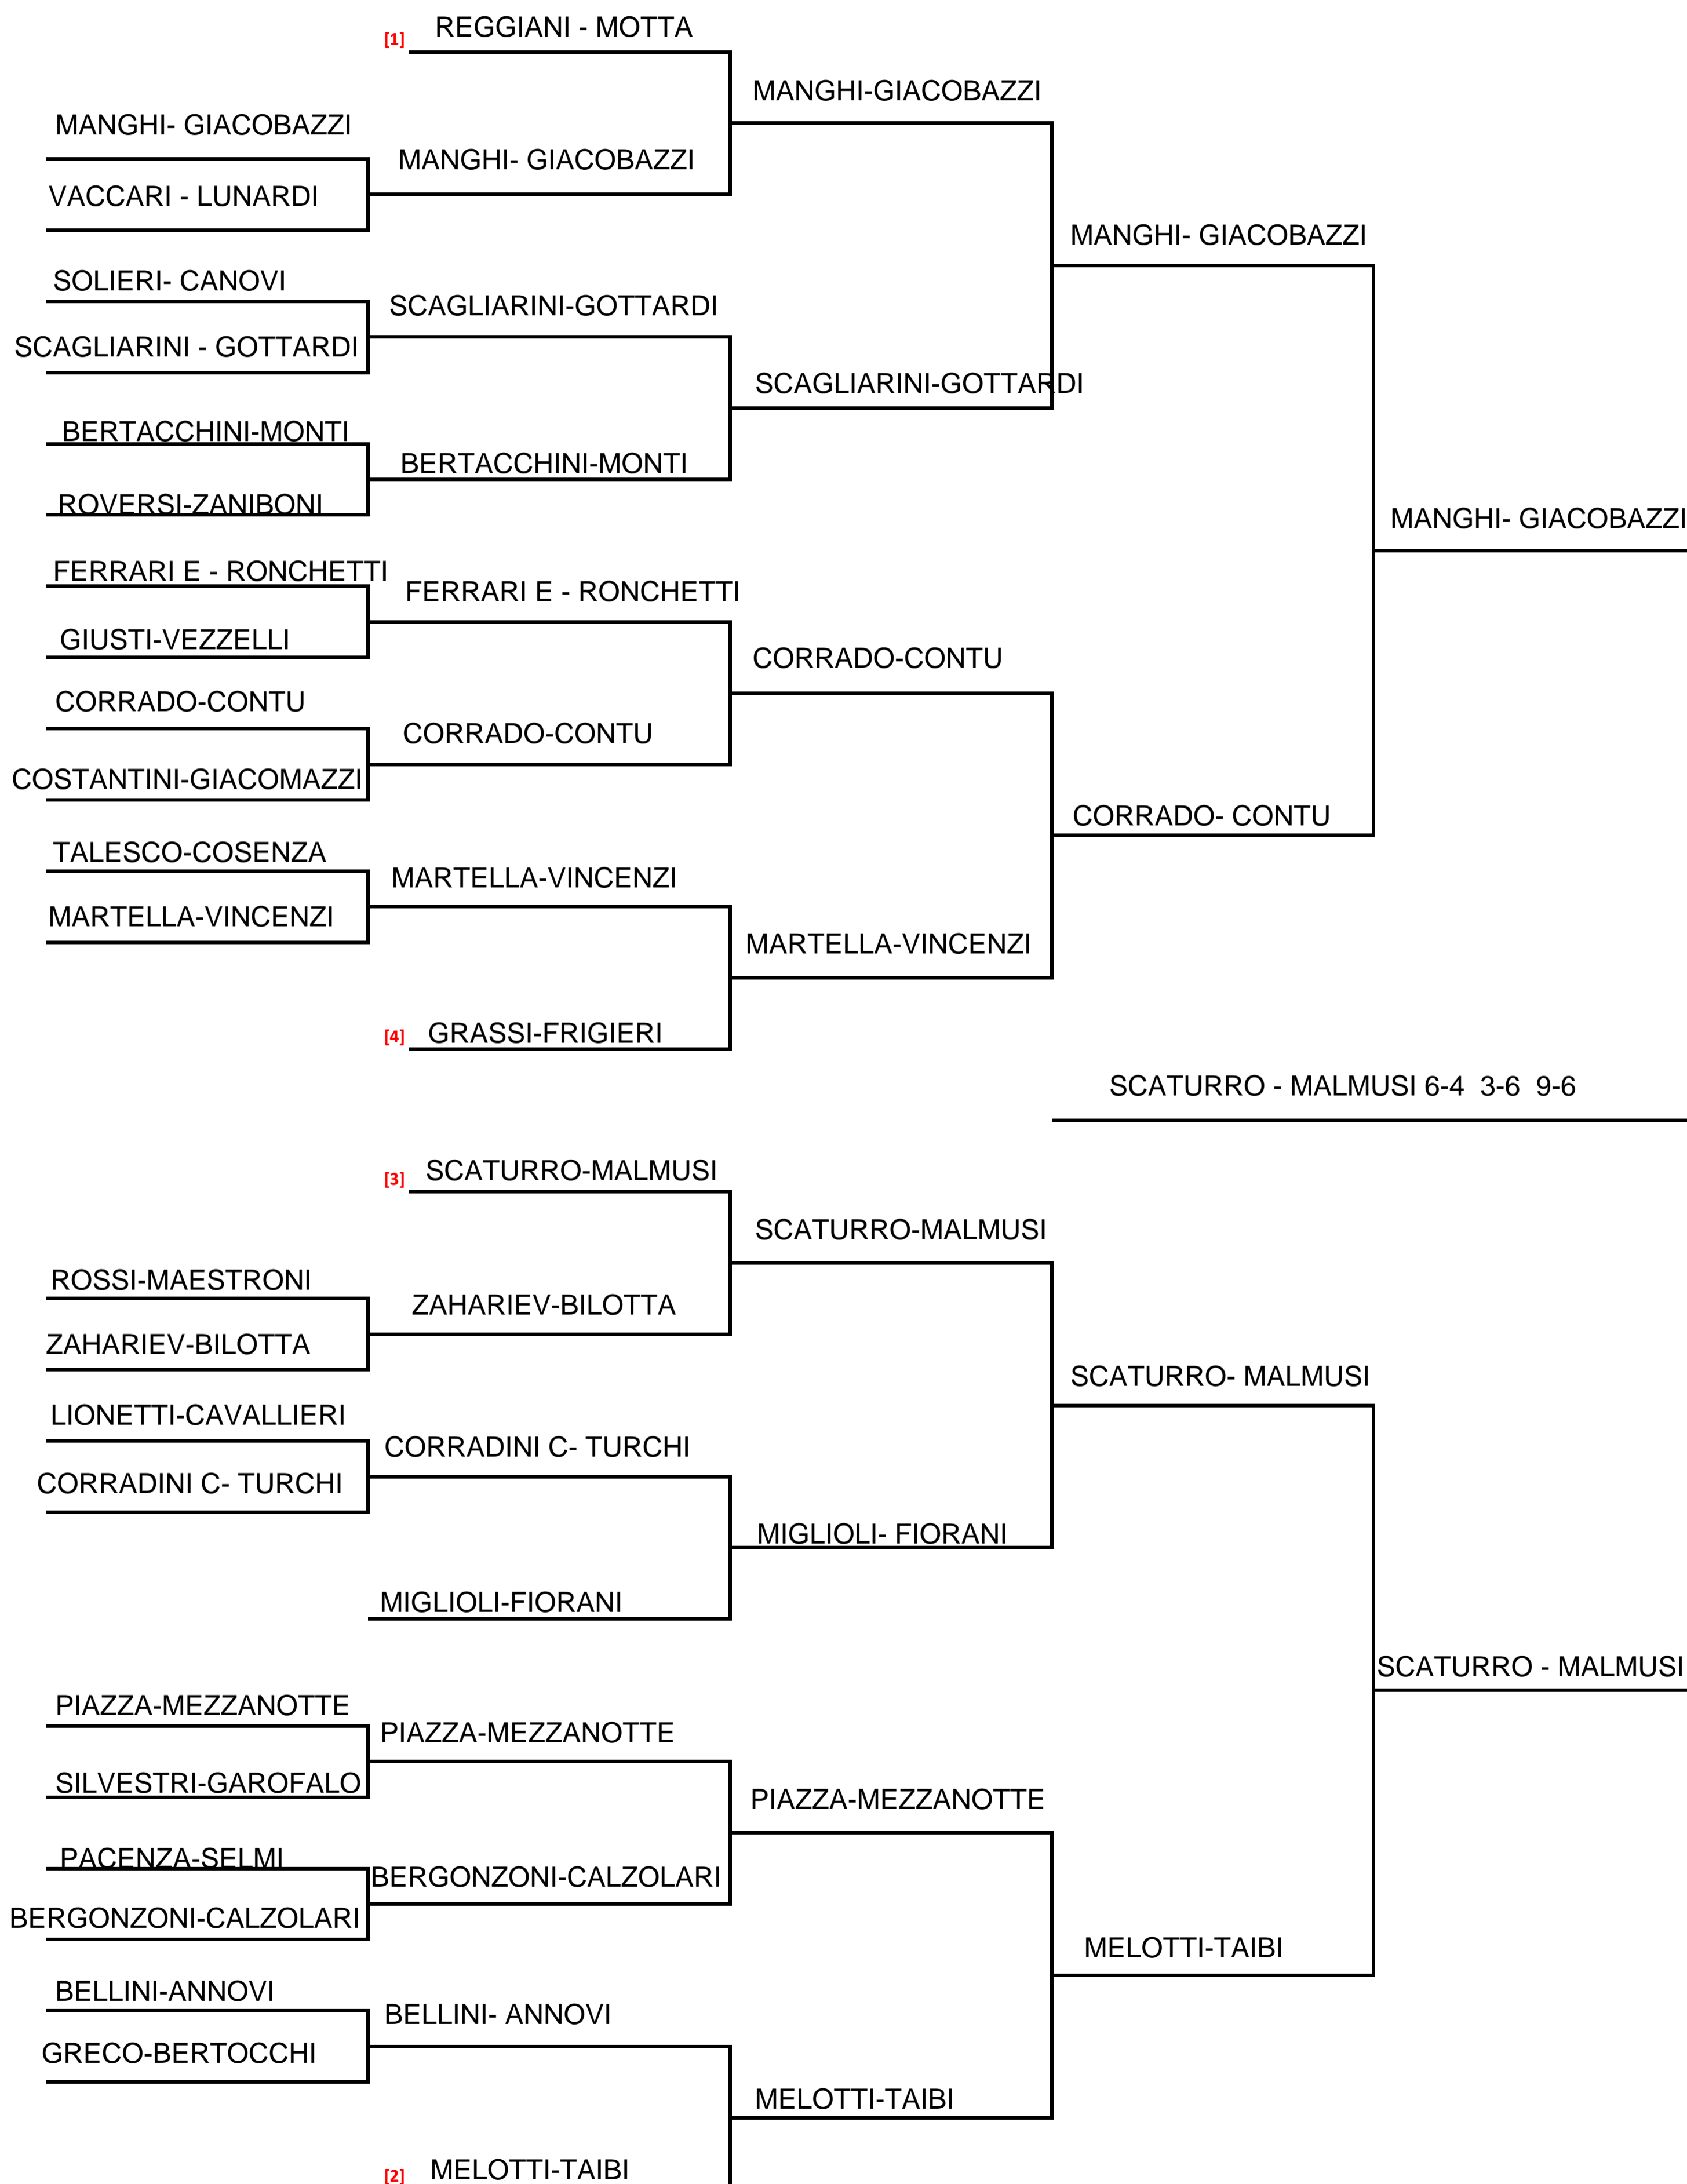 [1] REGGIANI - MOTTA
MANGHI-GIACOBAZZI
MANGHI- GIACOBAZZI
MANGHI- GIACOBAZZI
VACCARI - LUNARDI
MANGHI- GIACOBAZZI
SOLIERI- CANOVI
SCAGLIARINI-GOTTARDI
SCAGLIARINI - GOTTARDI
SCAGLIARINI-GOTTARDI
BERTACCHINI-MONTI
BERTACCHINI-MONTI
ROVERSI-ZANIBONI
MANGHI- GIACOBAZZI
FERRARI E - RONCHETTI
FERRARI E - RONCHETTI
GIUSTI-VEZZELLI
CORRADO-CONTU
CORRADO-CONTU
CORRADO-CONTU
COSTANTINI-GIACOMAZZI
CORRADO- CONTU
TALESCO-COSENZA
MARTELLA-VINCENZI
MARTELLA-VINCENZI
MARTELLA-VINCENZI
[4] GRASSI-FRIGIERI
SCATURRO - MALMUSI 6-4 3-6 9-6
[3] SCATURRO-MALMUSI
SCATURRO-MALMUSI
ROSSI-MAESTRONI
ZAHARIEV-BILOTTA
ZAHARIEV-BILOTTA
SCATURRO- MALMUSI
LIONETTI-CAVALLIERI
CORRADINI C- TURCHI
CORRADINI C- TURCHI
MIGLIOLI- FIORANI
MIGLIOLI-FIORANI
SCATURRO - MALMUSI
PIAZZA-MEZZANOTTE
PIAZZA-MEZZANOTTE
SILVESTRI-GAROFALO
PIAZZA-MEZZANOTTE
PACENZA-SELMI
BERGONZONI-CALZOLARI
BERGONZONI-CALZOLARI
MELOTTI-TAIBI
BELLINI-ANNOVI
BELLINI- ANNOVI
GRECO-BERTOCCHI
MELOTTI-TAIBI
[2] MELOTTI-TAIBI